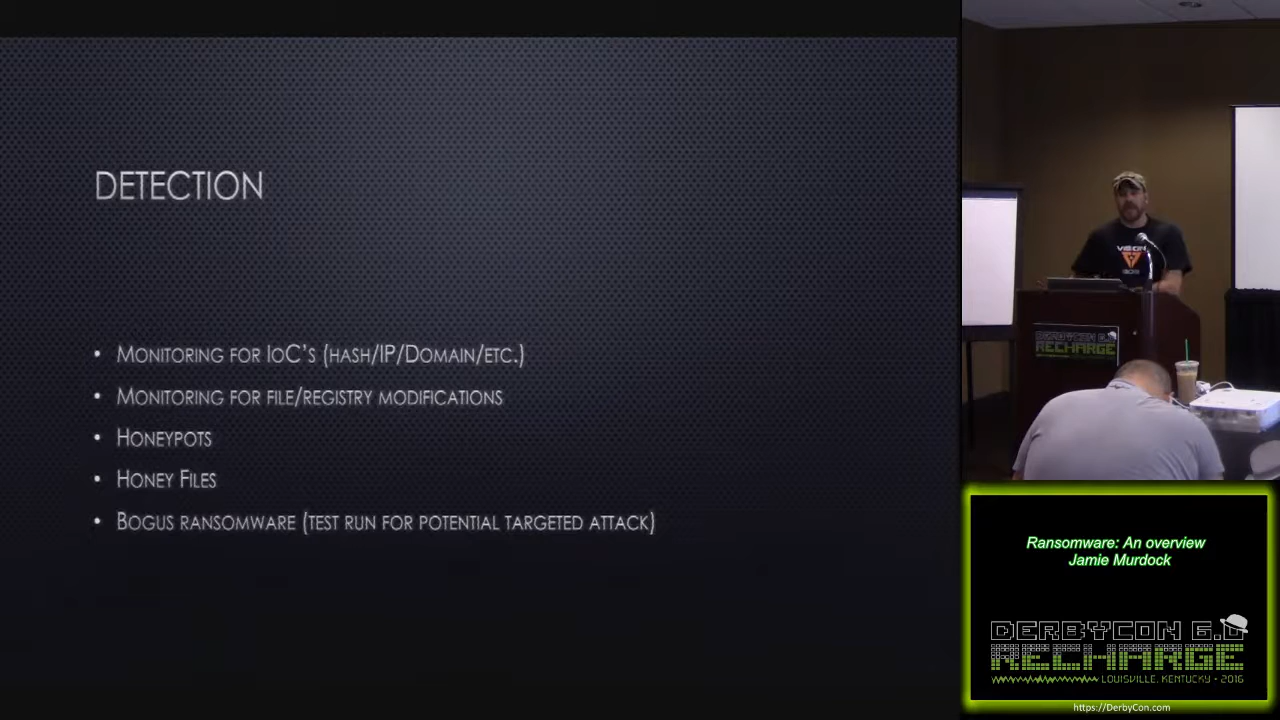 DETECTION
• MONITORING FOR IOC'S (HASH/IP/DOMAIN/ETC.)
• MONITORING FOR FILE/REGISTRY MODIFICATIONS
• HONEYPOTS
• HONEY FILES
• BOGUS RANSOMWARE (TEST RUN FOR POTENTIAL TARGETED ATTACK)
RECHARGE
Ransomware: An overview
Jamie Murdock
DERBYCON 6.0
RECHARGE
LOUISVILLE, KENTUCKY • 2016
https://DerbyCon.com